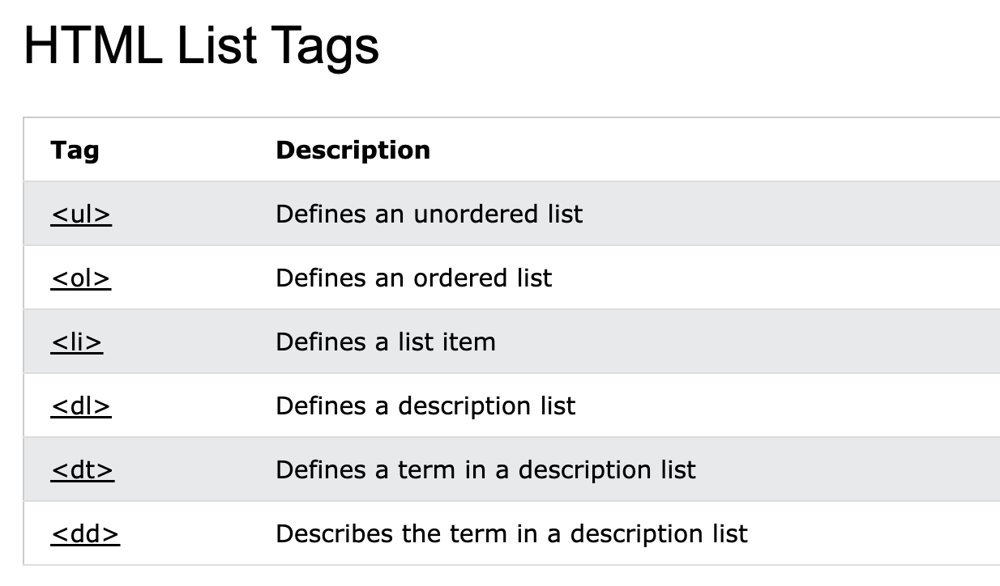 HTML List Tags
Tag Description
<ul> Defines an unordered list
<ol> Defines an ordered list
<li> Defines a list item
<dl> Defines a description list
<dt> Defines a term in a description list
<dd> Describes the term in a description list